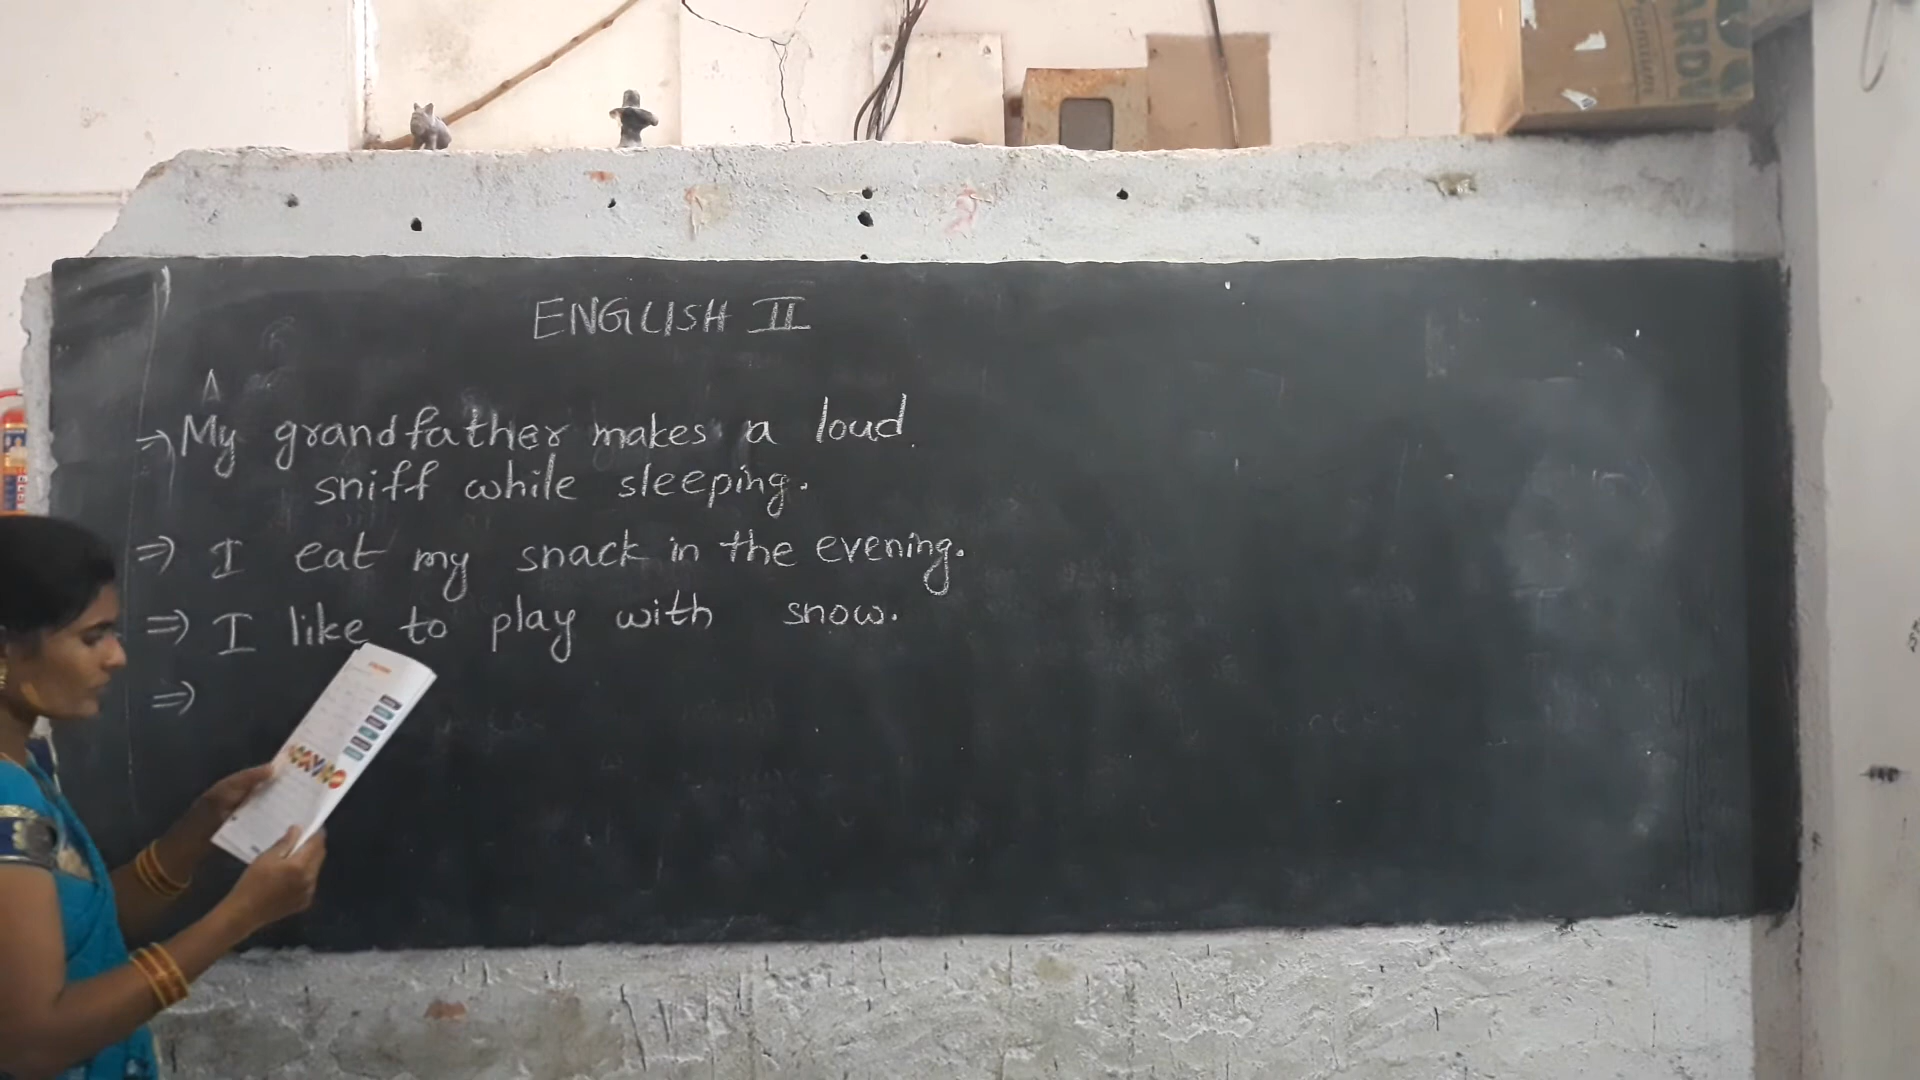 ENGLISH II
A
⇒ My grandfather makes a loud
sniff while sleeping.
⇒ I eat my snack in the evening.
⇒ I like to play with snow.
⇒